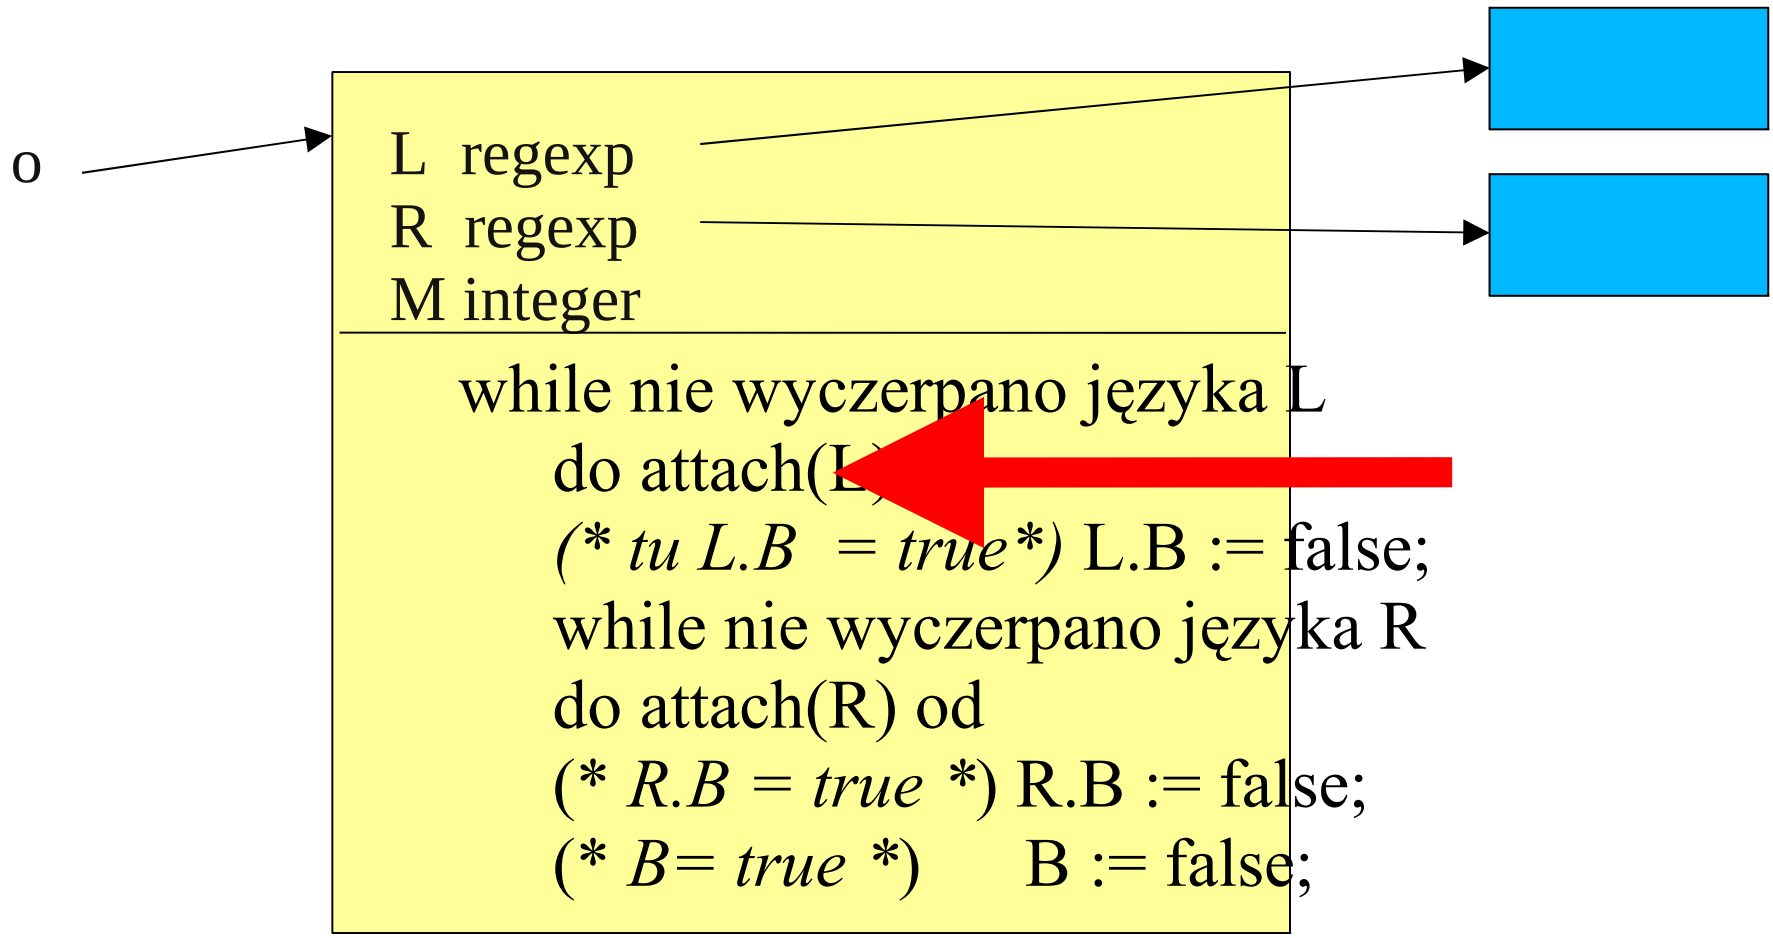 o
L regexp
R regexp
M integer
while nie wyczerpano języka L
do attach(L)
(* tu L.B = true*) L.B := false;
while nie wyczerpano języka R
do attach(R) od
(* R.B = true *) R.B := false;
(* B= true *) B := false;